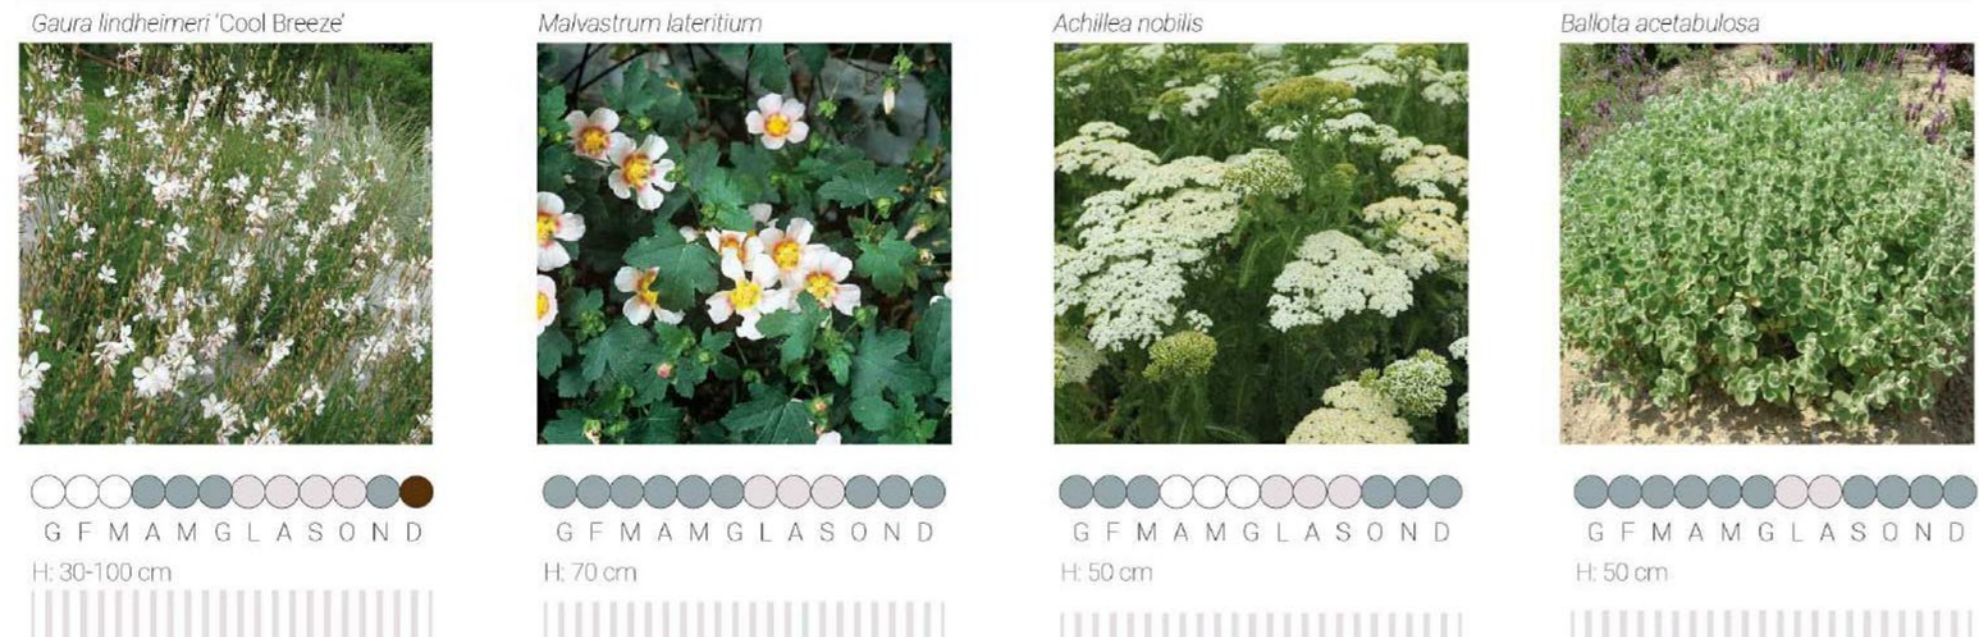 Gaura lindheimeri 'Cool Breeze'
Malvastrum lateritium
Achillea nobilis
Ballota acetabulosa
G F M A M G L A S O N D
G F M A M G L A S O N D
G F M A M G L A S O N D
G F M A M G L A S O N D
H: 30-100 cm
H: 70 cm
H: 50 cm
H: 50 cm